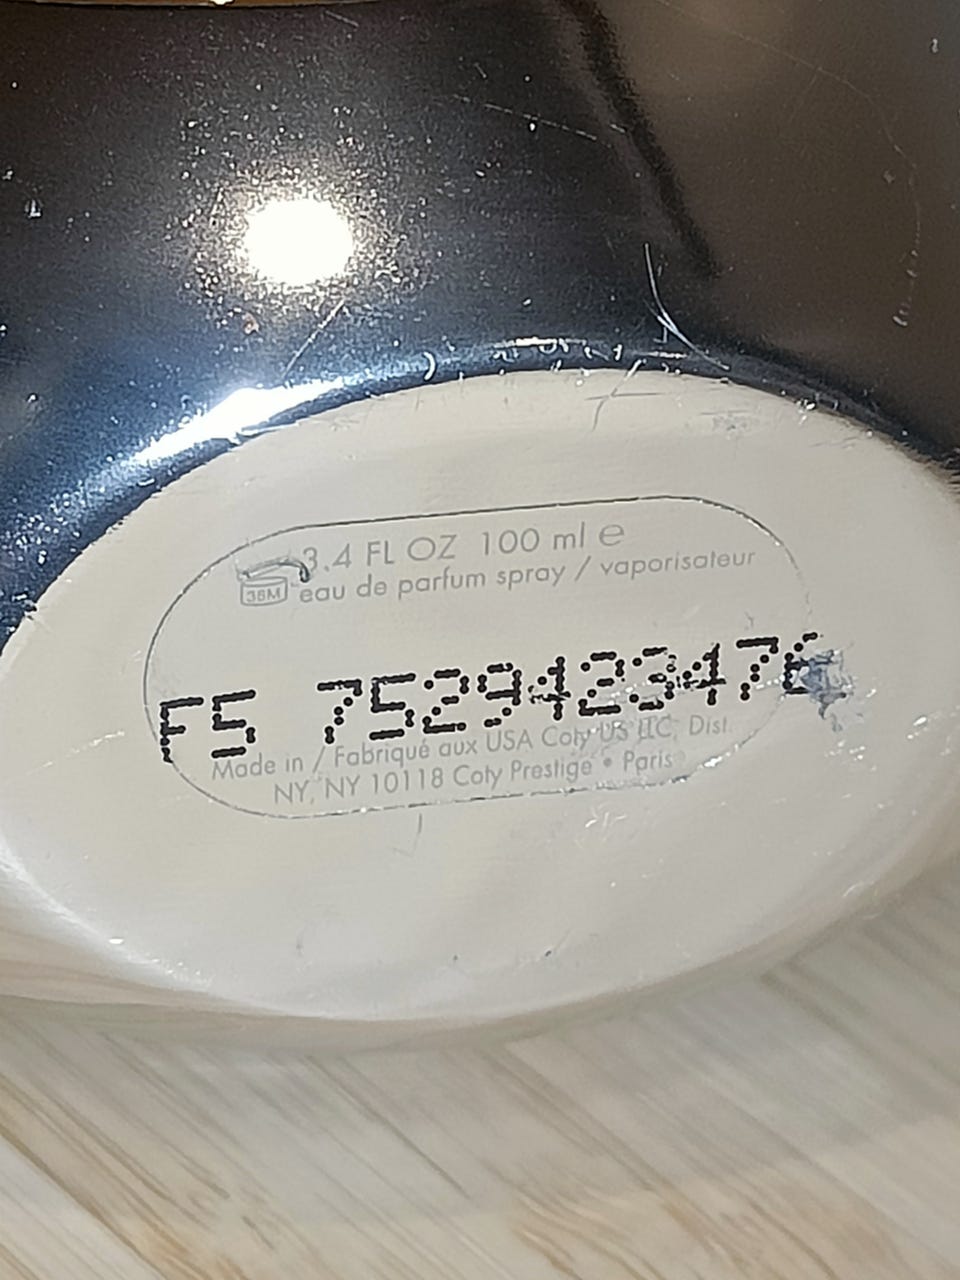 3.4 FL OZ 100 ml e
36M eau de parfum spray / vaporisateur
F5 7529423476
Made in / Fabriqué aux USA Coty US LLC, Dist.
NY, NY 10118 Coty Prestige • Paris